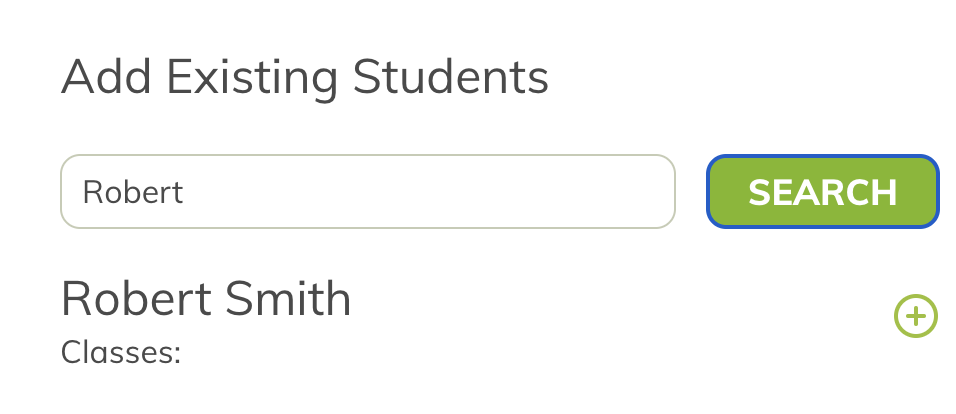 Add Existing Students
Robert
SEARCH
Robert Smith
Classes: